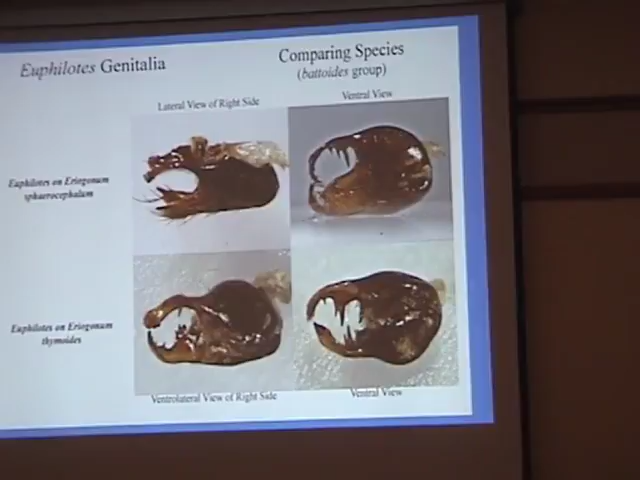 Euphilotes Genitalia
Comparing Species
(battoides group)
Lateral View of Right Side
Ventral View
Euphilotes on Eriogonum
sphaerocephalum
Euphilotes on Eriogonum
thymoides
Ventrolateral View of Right Side
Ventral View